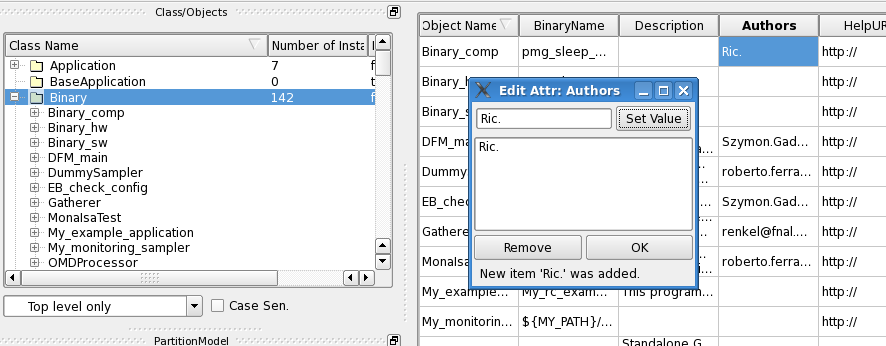 Class/Objects
Class Name Number of Insta
Application 7 f
BaseApplication 0 t
Binary 142 f
Binary_comp
Binary_hw
Binary_sw
DFM_main
DummySampler
EB_check_config
Gatherer
MonaIsaTest
My_example_application
My_monitoring_sampler
OMDProcessor
Top level only Case Sen.
PartitionModel
Object Name BinaryName Description Authors HelpUR
Binary_comp pmg_sleep_... Ric. http://
Binary_h http://
Binary_s http://
DFM_ma Szymon.Gad... http://
Dummy roberto.ferra... http://
EB_chec Szymon.Gad... http://
Gathere renkel@fnal.... http://
MonaIsa roberto.ferra... http://
My_example... My_rc_exam... This program... http://
My_monitorin... ${MY_PATH}/... http://
Standalone G
Edit Attr: Authors
Ric. Set Value
Ric.
Remove OK
New item 'Ric.' was added.